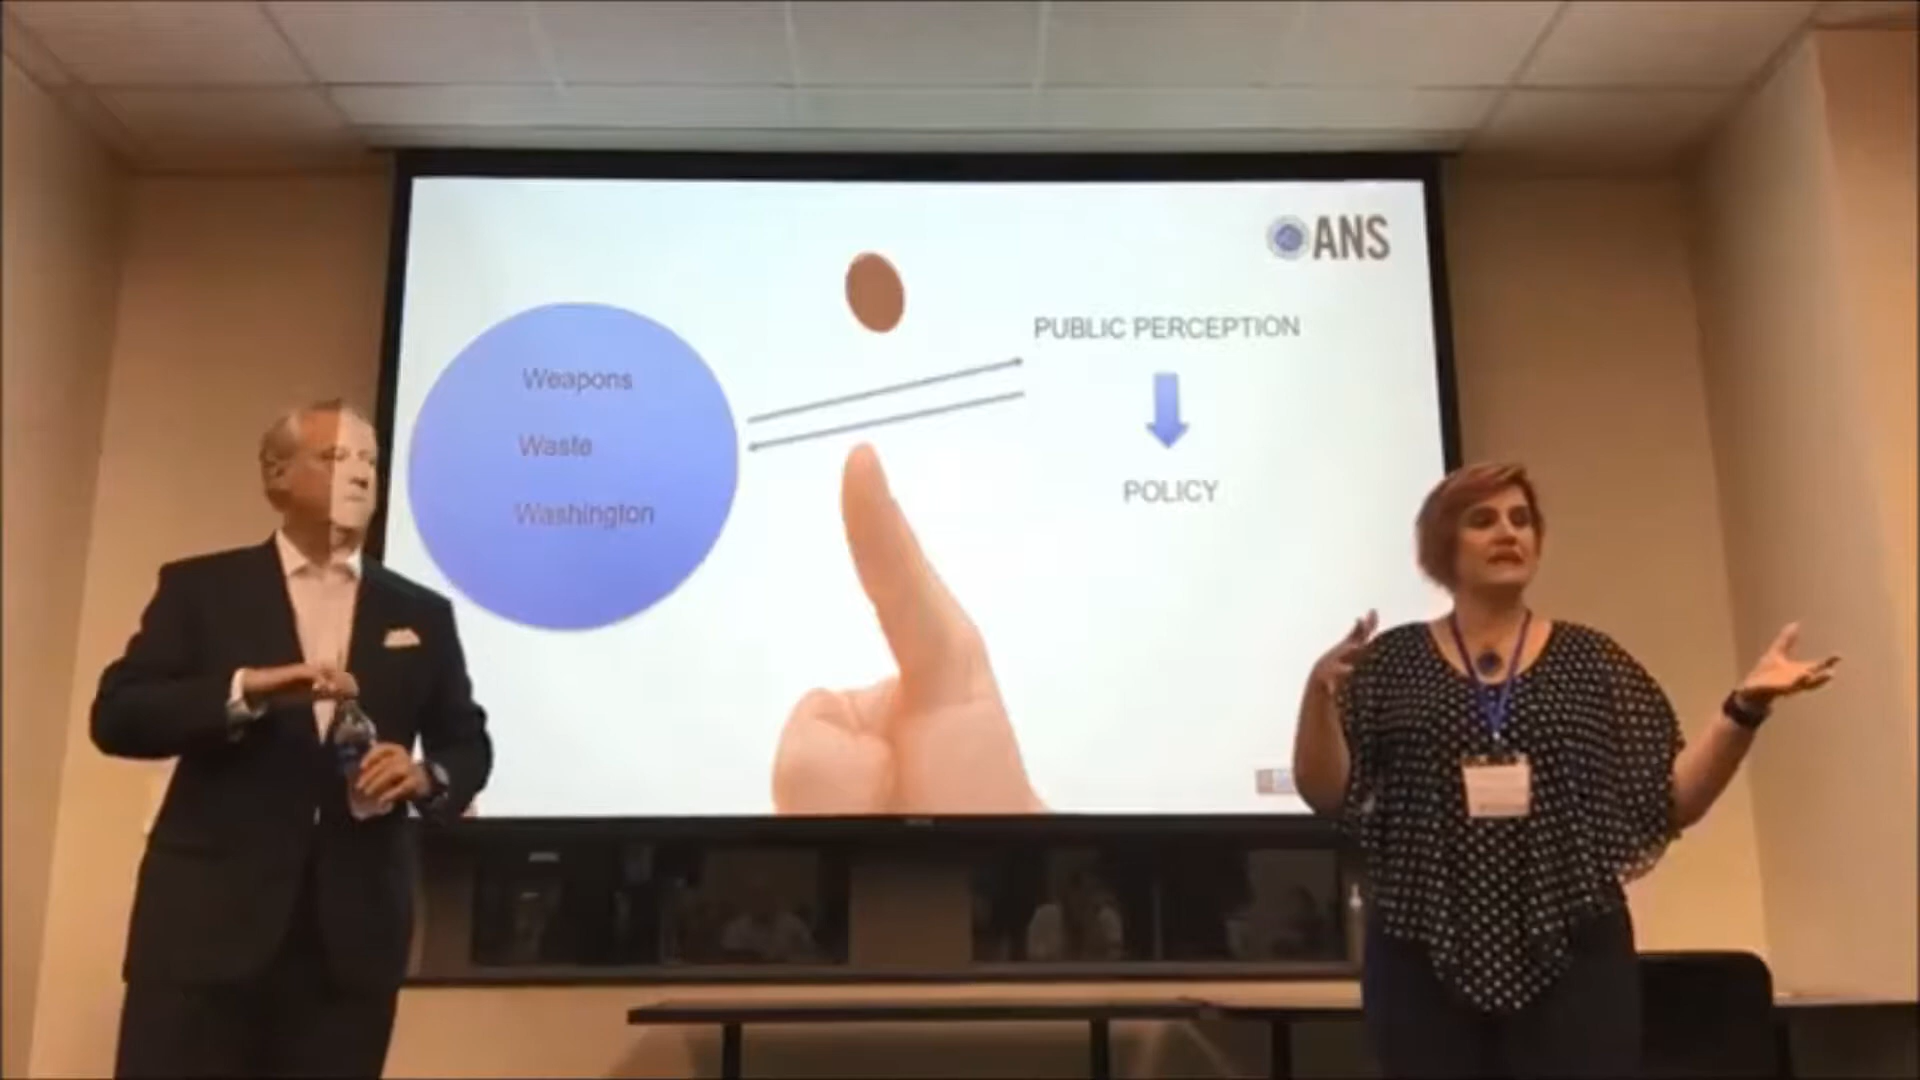 ANS
PUBLIC PERCEPTION
Weapons
Waste
Washington
POLICY